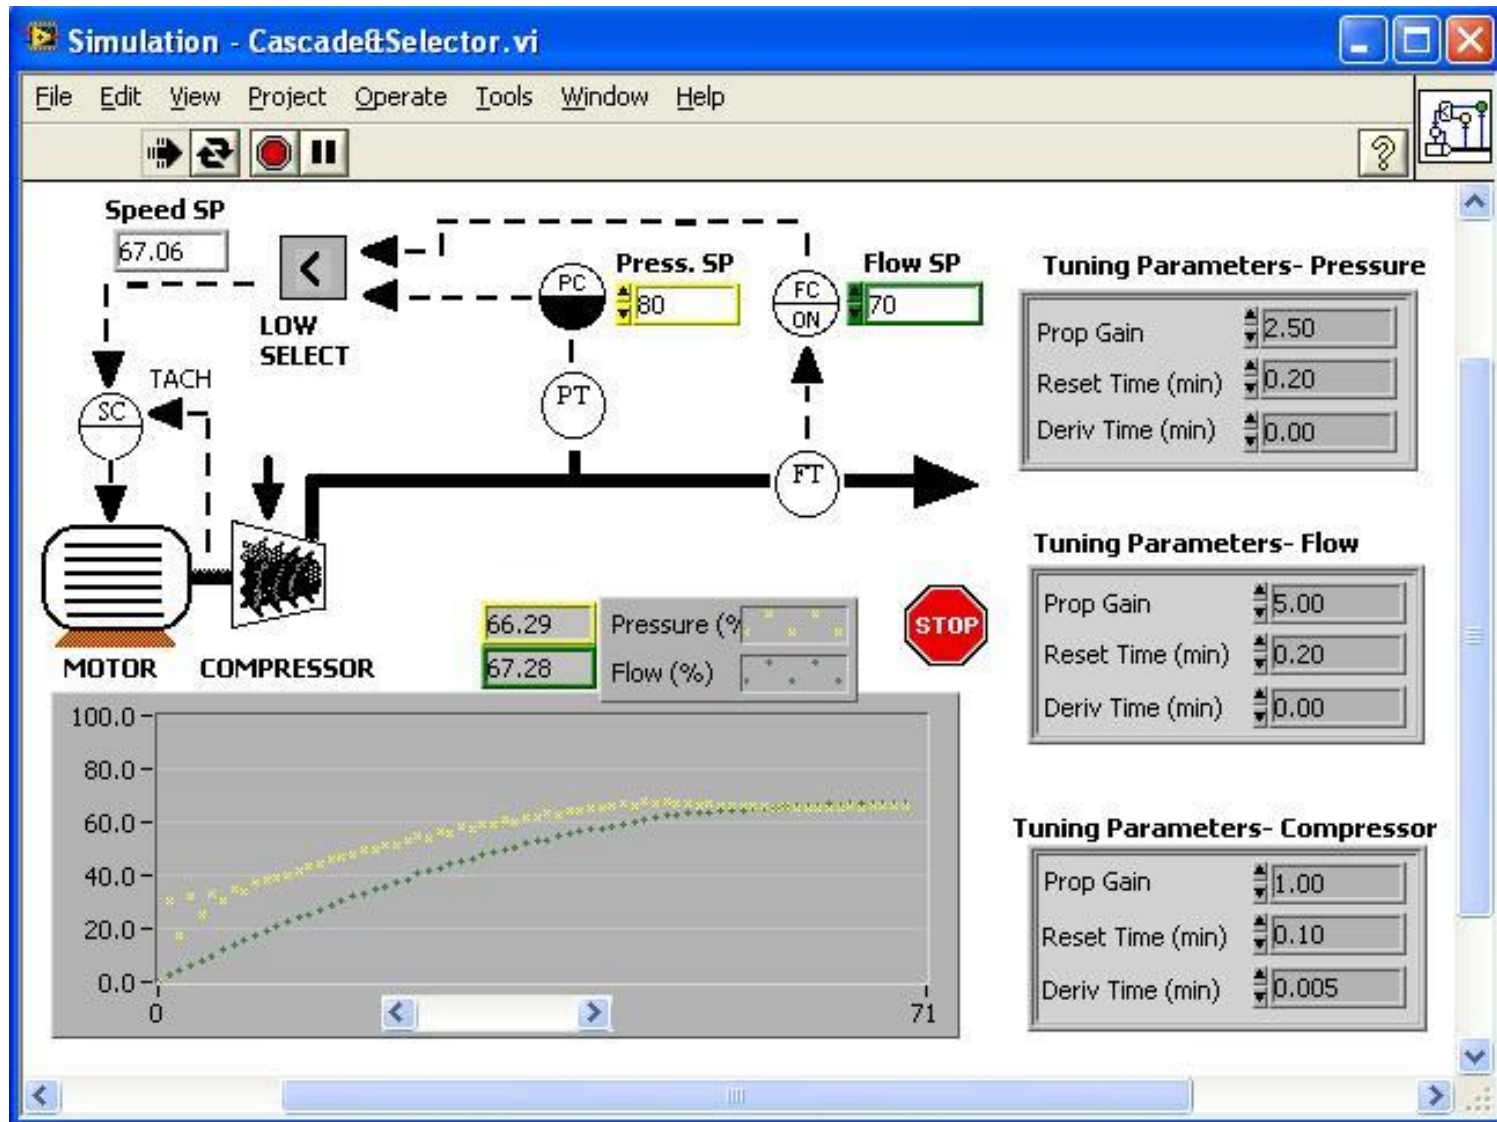 Simulation - Cascade&Selector.vi
File Edit View Project Operate Tools Window Help
Speed SP
67.06
<
LOW
SELECT
PC
Press. SP
80
FC
ON
Flow SP
70
TACH
SC
PT
FT
MOTOR
COMPRESSOR
66.29
Pressure (%
67.28
Flow (%)
STOP
100.0
80.0
60.0
40.0
20.0
0.0
0
71
Tuning Parameters- Pressure
Prop Gain 2.50
Reset Time (min) 0.20
Deriv Time (min) 0.00
Tuning Parameters- Flow
Prop Gain 5.00
Reset Time (min) 0.20
Deriv Time (min) 0.00
Tuning Parameters- Compressor
Prop Gain 1.00
Reset Time (min) 0.10
Deriv Time (min) 0.005